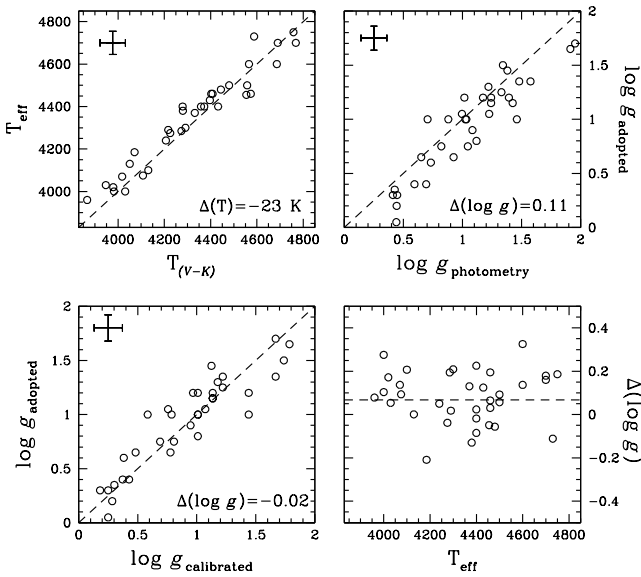 4800
4600
4400
4200
4000
T_eff
Δ(T)=−23 K
4000 4200 4400 4600 4800
T_(V−K)
2
1.5
1
0.5
0
log g_adopted
Δ(log g)=0.11
0 0.5 1 1.5 2
log g_photometry
2
1.5
1
0.5
0
log g_adopted
Δ(log g)=−0.02
0 0.5 1 1.5 2
log g_calibrated
0.4
0.2
0
−0.2
−0.4
Δ(log g)
4000 4200 4400 4600 4800
T_eff